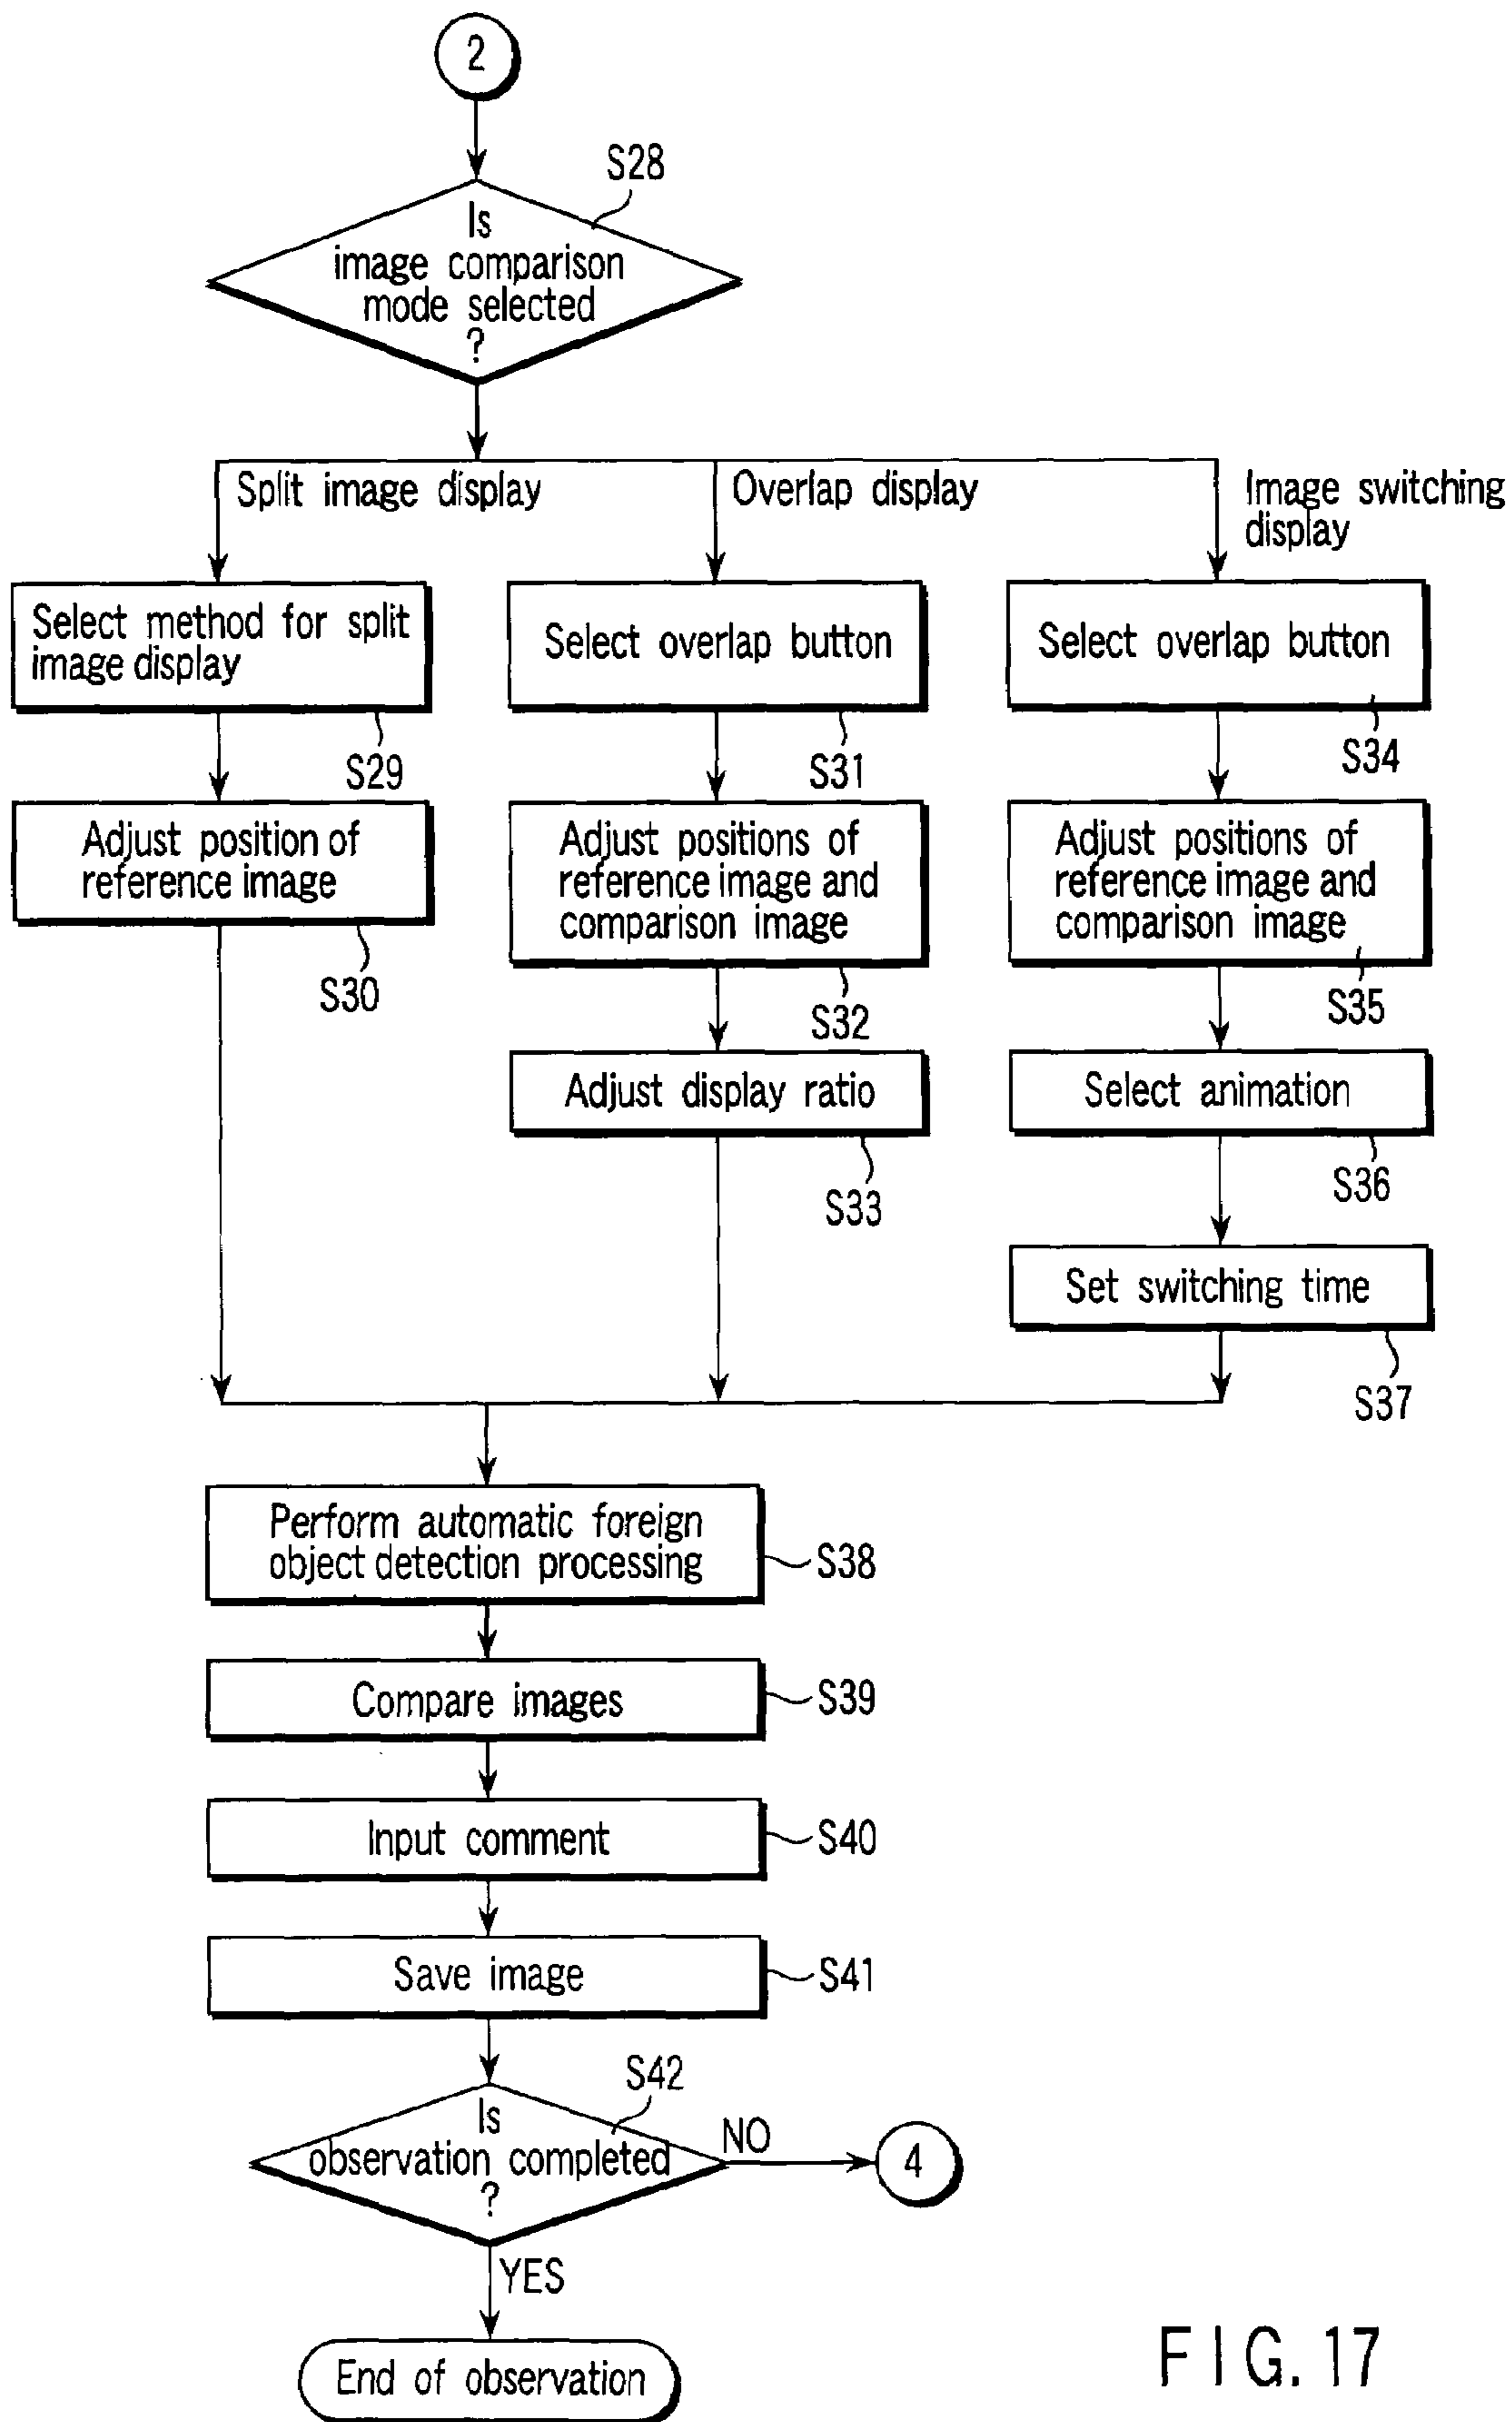 2
S28
Is
image comparison
mode selected
?
Split image display
Overlap display
Image switching
display
Select method for split
image display
S29
Select overlap button
S31
Select overlap button
S34
Adjust position of
reference image
S30
Adjust positions of
reference image and
comparison image
S32
Adjust positions of
reference image and
comparison image
S35
Adjust display ratio
S33
Select animation
S36
Set switching time
S37
Perform automatic foreign
object detection processing
S38
Compare images
S39
Input comment
S40
Save image
S41
S42
Is
observation completed
?
NO
4
YES
End of observation
FIG. 17